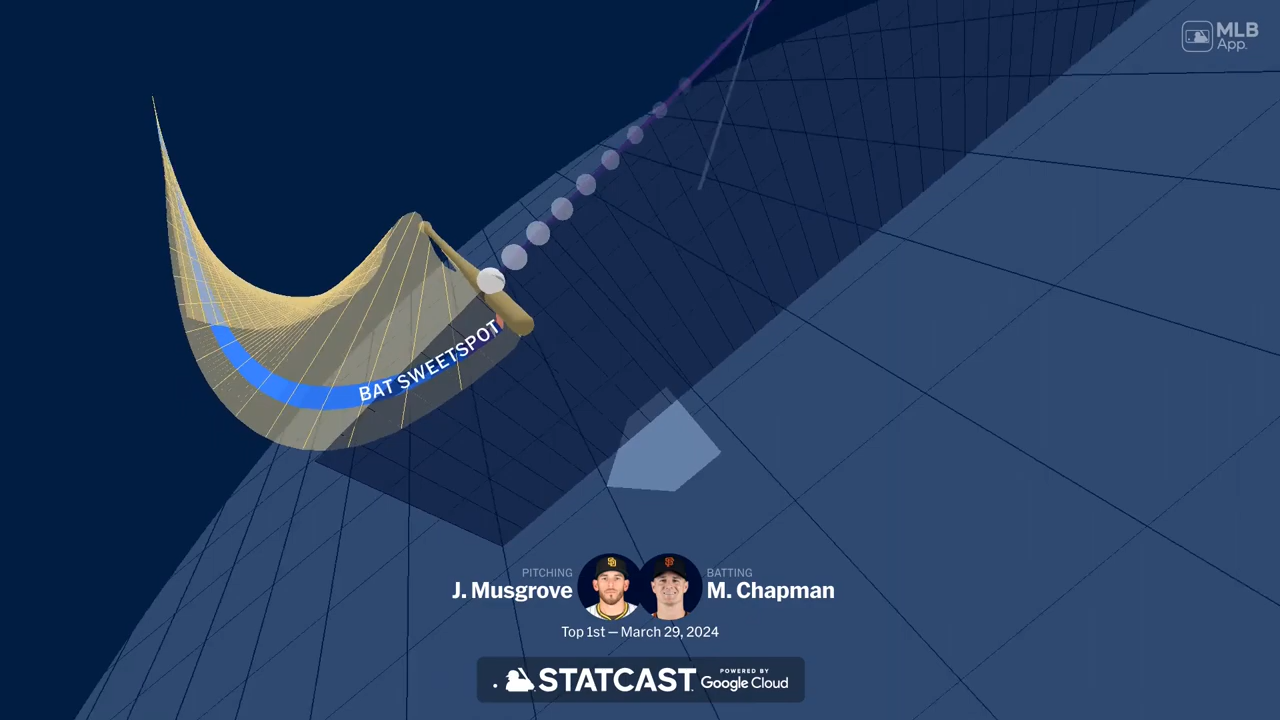 MLB
App.
BAT SWEETSPOT
PITCHING
J. Musgrove
BATTING
M. Chapman
Top 1st – March 29, 2024
STATCAST
POWERED BY
Google Cloud